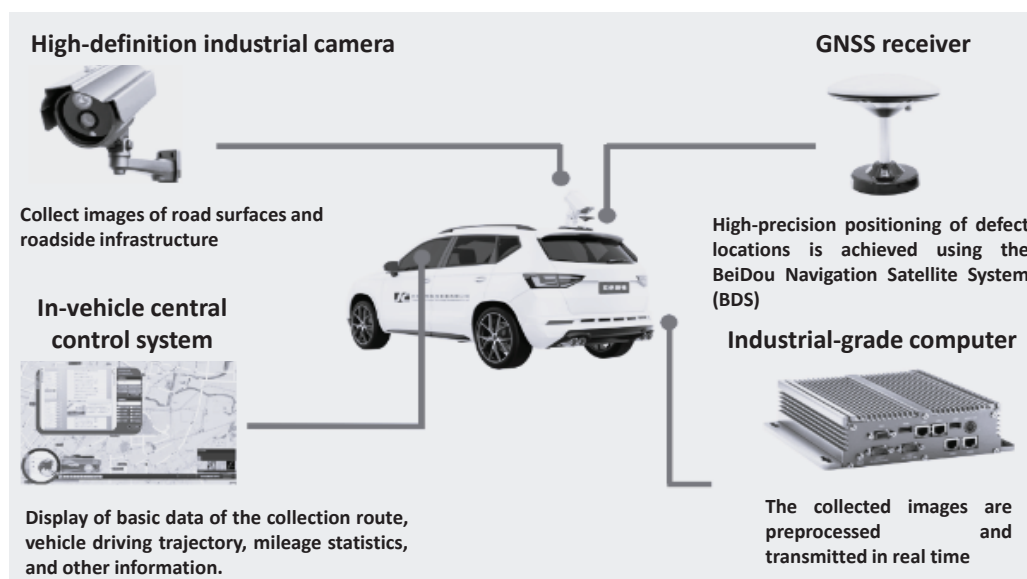 High-definition industrial camera
Collect images of road surfaces and
roadside infrastructure
GNSS receiver
High-precision positioning of defect
locations is achieved using the
BeiDou Navigation Satellite System
(BDS)
In-vehicle central
control system
Display of basic data of the collection route,
vehicle driving trajectory, mileage statistics,
and other information.
Industrial-grade computer
The collected images are
preprocessed and
transmitted in real time